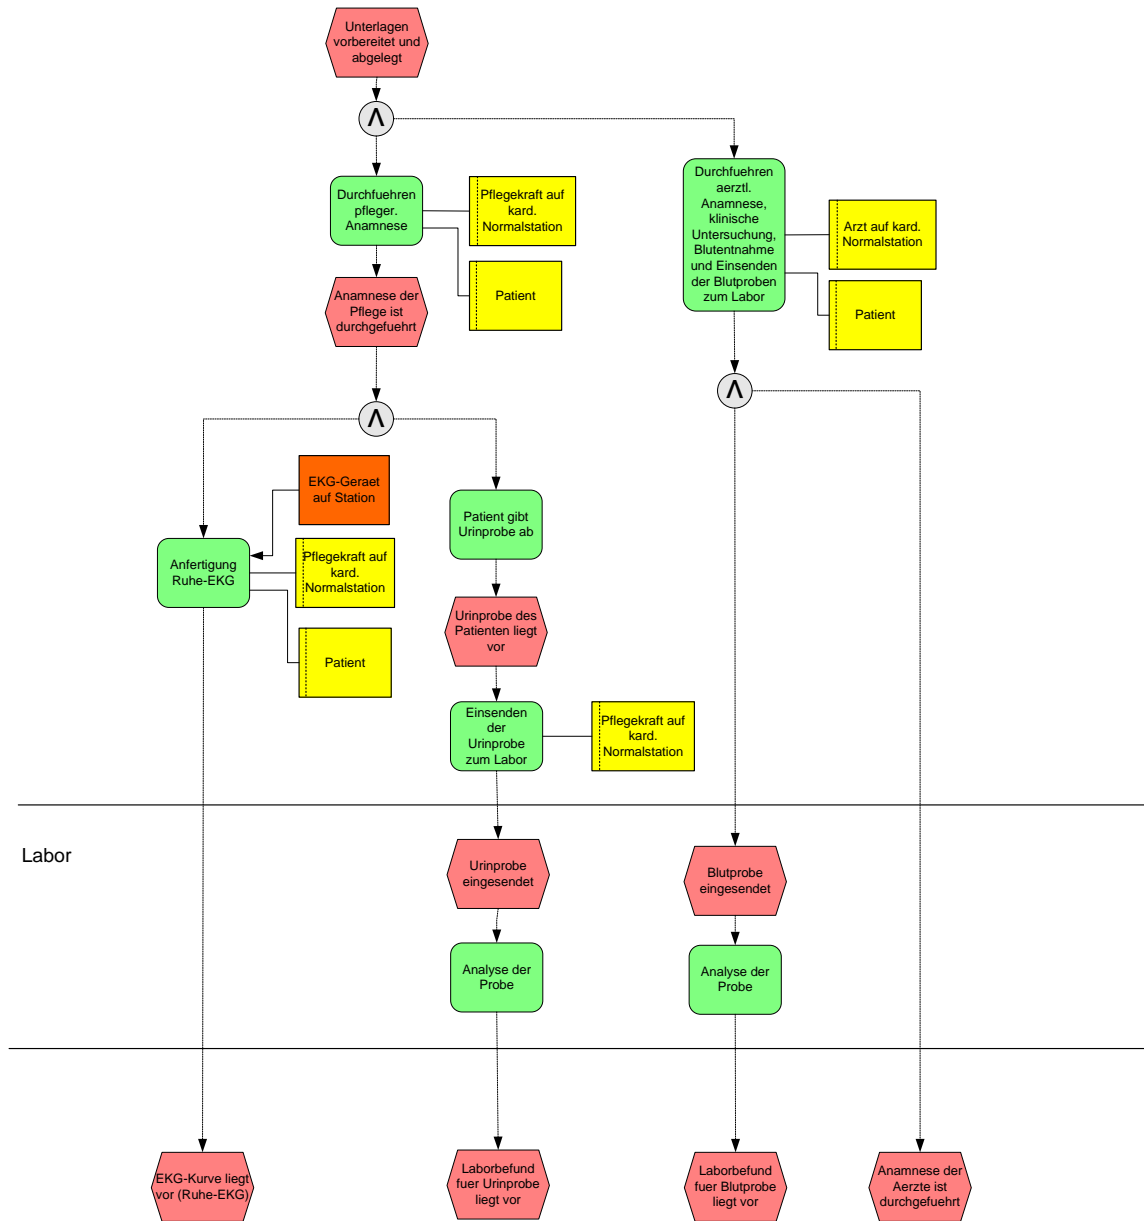 Unterlagen
vorbereitet und
abgelegt
Λ
Durchfuehren
pfleger.
Anamnese
Pflegekraft auf
kard.
Normalstation
Patient
Durchfuehren
aerztl.
Anamnese,
klinische
Untersuchung,
Blutentnahme
und Einsenden
der Blutproben
zum Labor
Arzt auf kard.
Normalstation
Patient
Anamnese der
Pflege ist
durchgefuehrt
Λ
Λ
EKG-Geraet
auf Station
Anfertigung
Ruhe-EKG
Pflegekraft auf
kard.
Normalstation
Patient
Patient gibt
Urinprobe ab
Urinprobe des
Patienten liegt
vor
Einsenden
der
Urinprobe
zum Labor
Pflegekraft auf
kard.
Normalstation
Labor
Urinprobe
eingesendet
Blutprobe
eingesendet
Analyse der
Probe
Analyse der
Probe
EKG-Kurve liegt
vor (Ruhe-EKG)
Laborbefund
fuer Urinprobe
liegt vor
Laborbefund
fuer Blutprobe
liegt vor
Anamnese der
Aerzte ist
durchgefuehrt